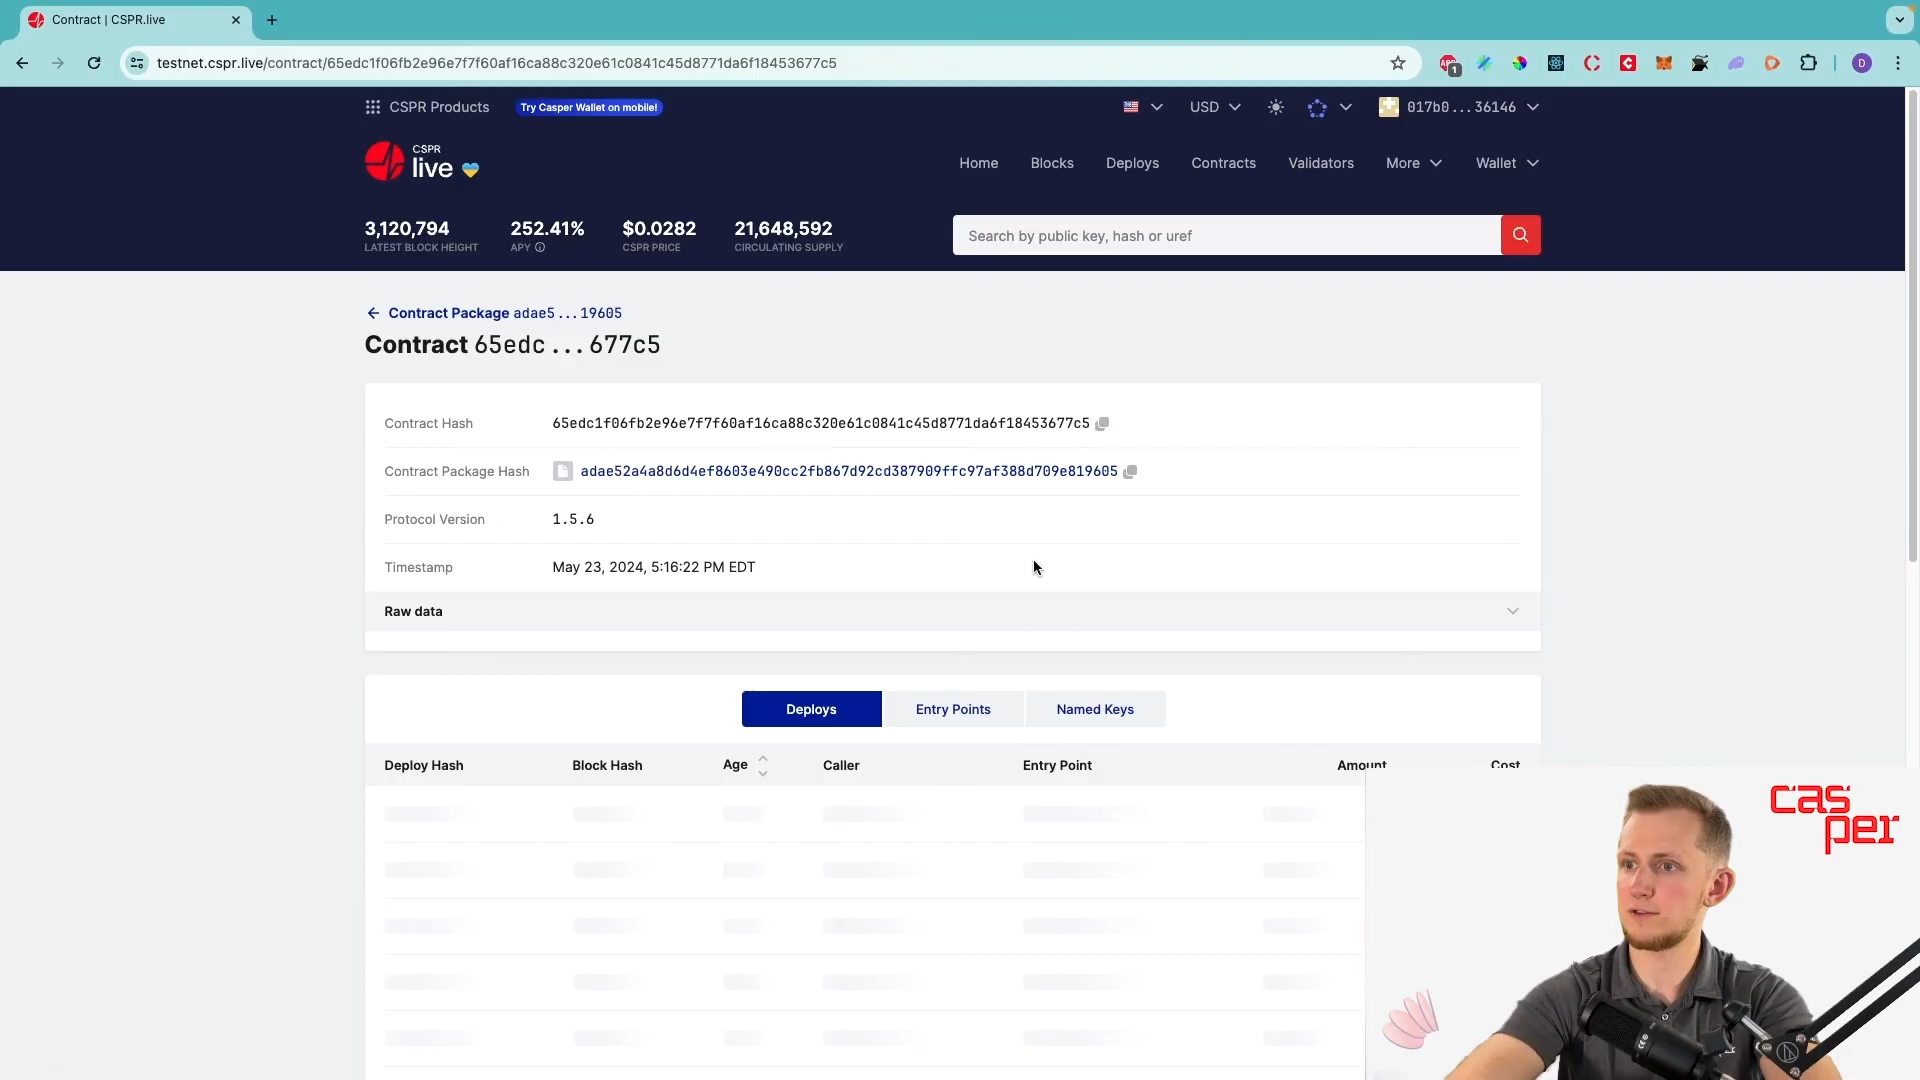 Contract | CSPR.live
testnet.cspr.live/contract/65edc1f06fb2e96e7f7f60af16ca88c320e61c0841c45d8771da6f18453677c5
ABP
1
D
CSPR Products
Try Casper Wallet on mobile!
USD
017b0...36146
CSPR
live
Home
Blocks
Deploys
Contracts
Validators
More
Wallet
3,120,794
LATEST BLOCK HEIGHT
252.41%
APY
$0.0282
CSPR PRICE
21,648,592
CIRCULATING SUPPLY
Search by public key, hash or uref
Contract Package adae5...19605
Contract 65edc...677c5
Contract Hash
65edc1f06fb2e96e7f7f60af16ca88c320e61c0841c45d8771da6f18453677c5
Contract Package Hash
adae52a4a8d6d4ef8603e490cc2fb867d92cd387909ffc97af388d709e819605
Protocol Version
1.5.6
Timestamp
May 23, 2024, 5:16:22 PM EDT
Raw data
Deploys
Entry Points
Named Keys
Deploy Hash
Block Hash
Age
Caller
Entry Point
Amount
Cost
casper